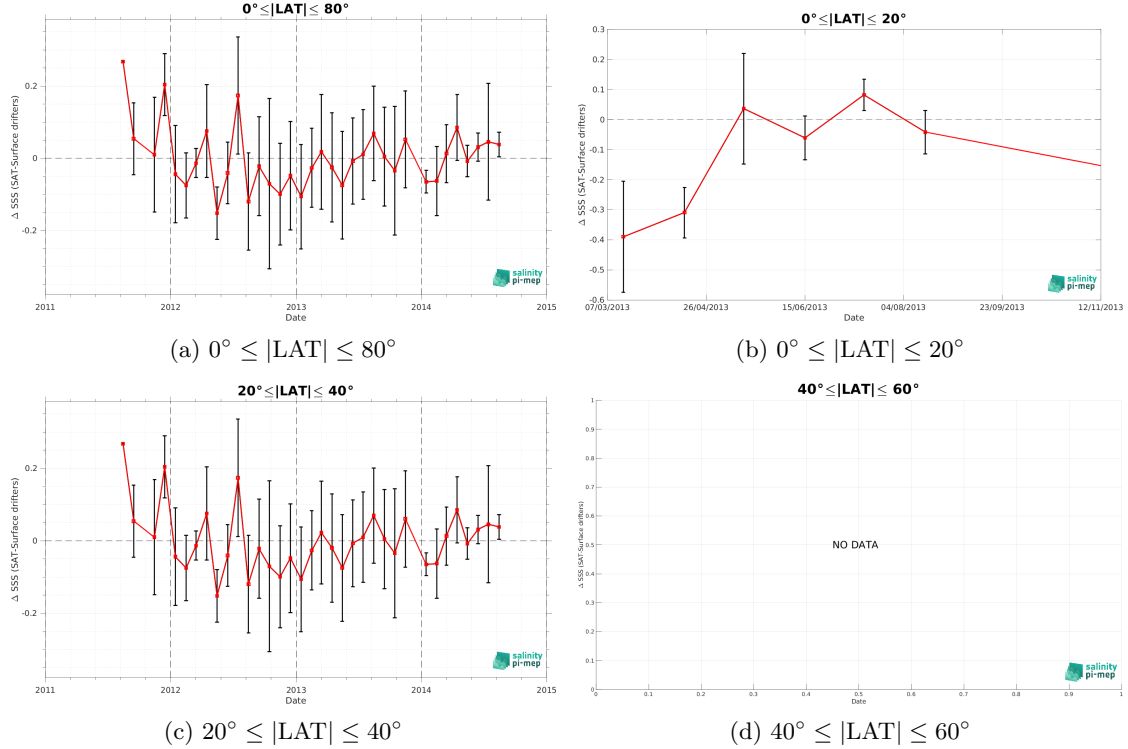 0°≤|LAT|≤ 80°
Δ SSS (SAT-Surface drifters)
0.2
0
-0.2
2011
2012
2013
2014
2015
Date
salinity
pi-mep
(a) 0° ≤ |LAT| ≤ 80°
0°≤|LAT|≤ 20°
Δ SSS (SAT-Surface drifters)
0.3
0.2
0.1
0
-0.1
-0.2
-0.3
-0.4
-0.5
-0.6
07/03/2013
26/04/2013
15/06/2013
04/08/2013
23/09/2013
12/11/2013
Date
salinity
pi-mep
(b) 0° ≤ |LAT| ≤ 20°
20°≤|LAT|≤ 40°
Δ SSS (SAT-Surface drifters)
0.2
0
-0.2
2011
2012
2013
2014
2015
Date
salinity
pi-mep
(c) 20° ≤ |LAT| ≤ 40°
40°≤|LAT|≤ 60°
Δ SSS (SAT-Surface drifters)
1
0.9
0.8
0.7
0.6
0.5
0.4
0.3
0.2
0.1
0
NO DATA
0
0.1
0.2
0.3
0.4
0.5
0.6
0.7
0.8
0.9
1
Date
salinity
pi-mep
(d) 40° ≤ |LAT| ≤ 60°